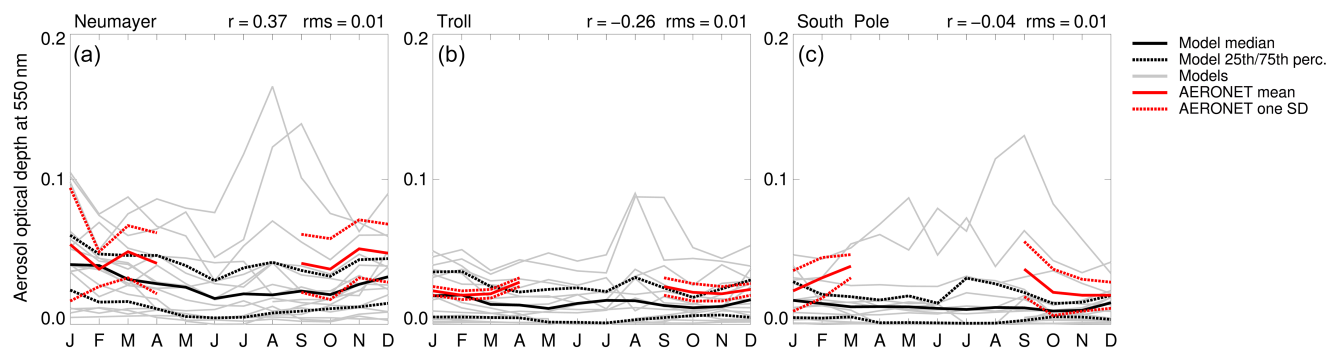 Neumayer r = 0.37 rms = 0.01
Troll r = −0.26 rms = 0.01
South Pole r = −0.04 rms = 0.01
Aerosol optical depth at 550 nm
(a)
0.2
0.1
0.0
J F M A M J J A S O N D
(b)
0.2
0.1
0.0
J F M A M J J A S O N D
(c)
0.2
0.1
0.0
J F M A M J J A S O N D
Model median
Model 25th/75th perc.
Models
AERONET mean
AERONET one SD